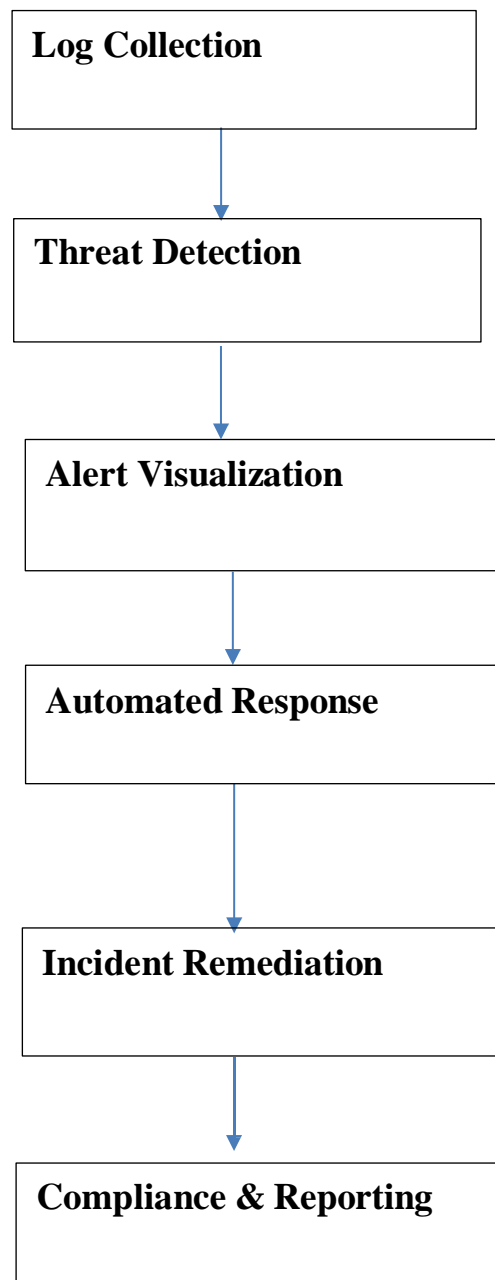 Log Collection
Threat Detection
Alert Visualization
Automated Response
Incident Remediation
Compliance & Reporting